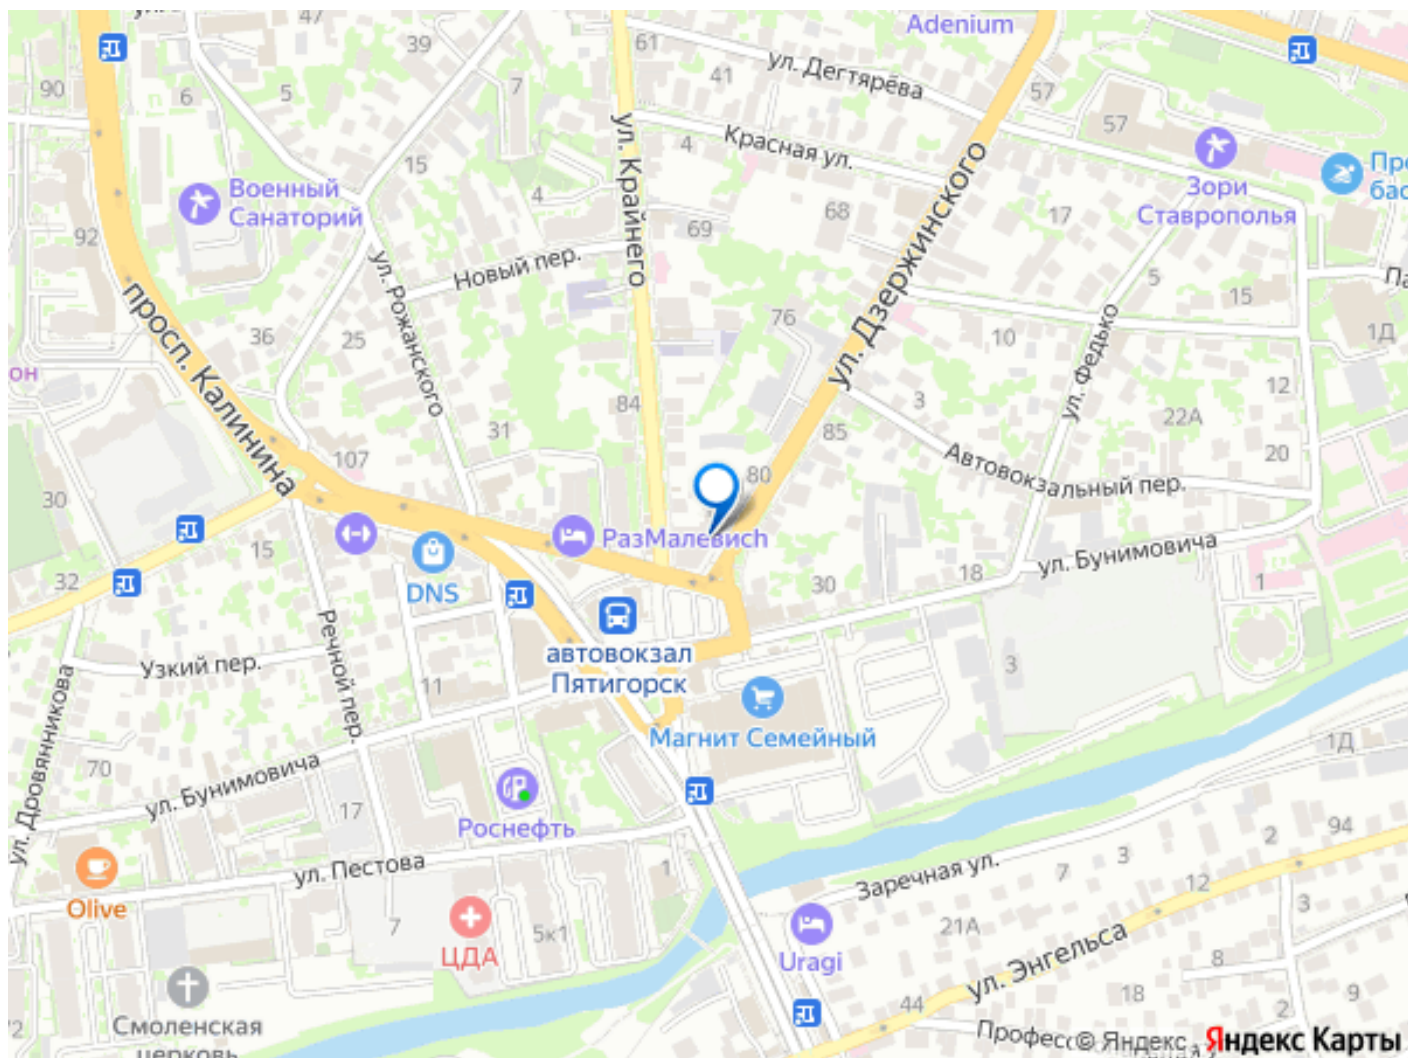 47
Adenium
39
61
ул. Дегтярёва
41
90
6
5
7
57
57
ул. Крайнего
4
Красная ул.
15
Военный
Санаторий
4
Зори
Ставрополья
68
17
92
69
ул. Дзержинского
Новый пер.
ул. Рожанского
5
15
просп. Калинина
36
25
76
10
ул. Федько
1Д
он
12
84
3
22А
31
85
107
80
20
Автовокзальный пер.
30
РазМалевich
15
ул. Бунимовича
32
DNS
30
18
1
Речной пер.
автовокзал
Пятигорск
Узкий пер.
3
11
ул. Дровянникова
Магнит Семейный
1Д
70
ул. Бунимовича
17
Роснефть
94
2
ул. Пестова
1
Заречная ул.
7
3
12
Olive
7
5к1
21А
3
ЦДА
ул. Энгельса
Uragi
8
18
9
44
2
Смоленская
церковь
© Яндекс
Яндекс Карты